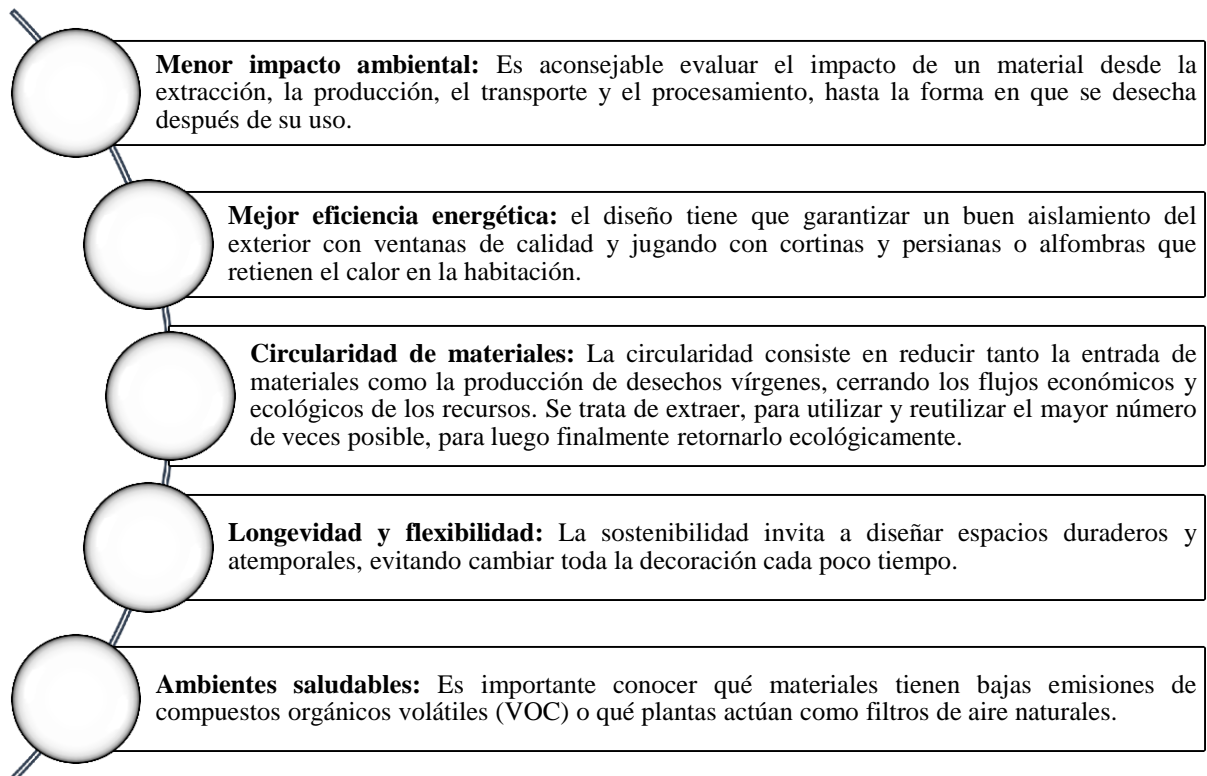 Menor impacto ambiental: Es aconsejable evaluar el impacto de un material desde la
extracción, la producción, el transporte y el procesamiento, hasta la forma en que se desecha
después de su uso.
Mejor eficiencia energética: el diseño tiene que garantizar un buen aislamiento del
exterior con ventanas de calidad y jugando con cortinas y persianas o alfombras que
retienen el calor en la habitación.
Circularidad de materiales: La circularidad consiste en reducir tanto la entrada de
materiales como la producción de desechos vírgenes, cerrando los flujos económicos y
ecológicos de los recursos. Se trata de extraer, para utilizar y reutilizar el mayor número
de veces posible, para luego finalmente retornarlo ecológicamente.
Longevidad y flexibilidad: La sostenibilidad invita a diseñar espacios duraderos y
atemporales, evitando cambiar toda la decoración cada poco tiempo.
Ambientes saludables: Es importante conocer qué materiales tienen bajas emisiones de
compuestos orgánicos volátiles (VOC) o qué plantas actúan como filtros de aire naturales.